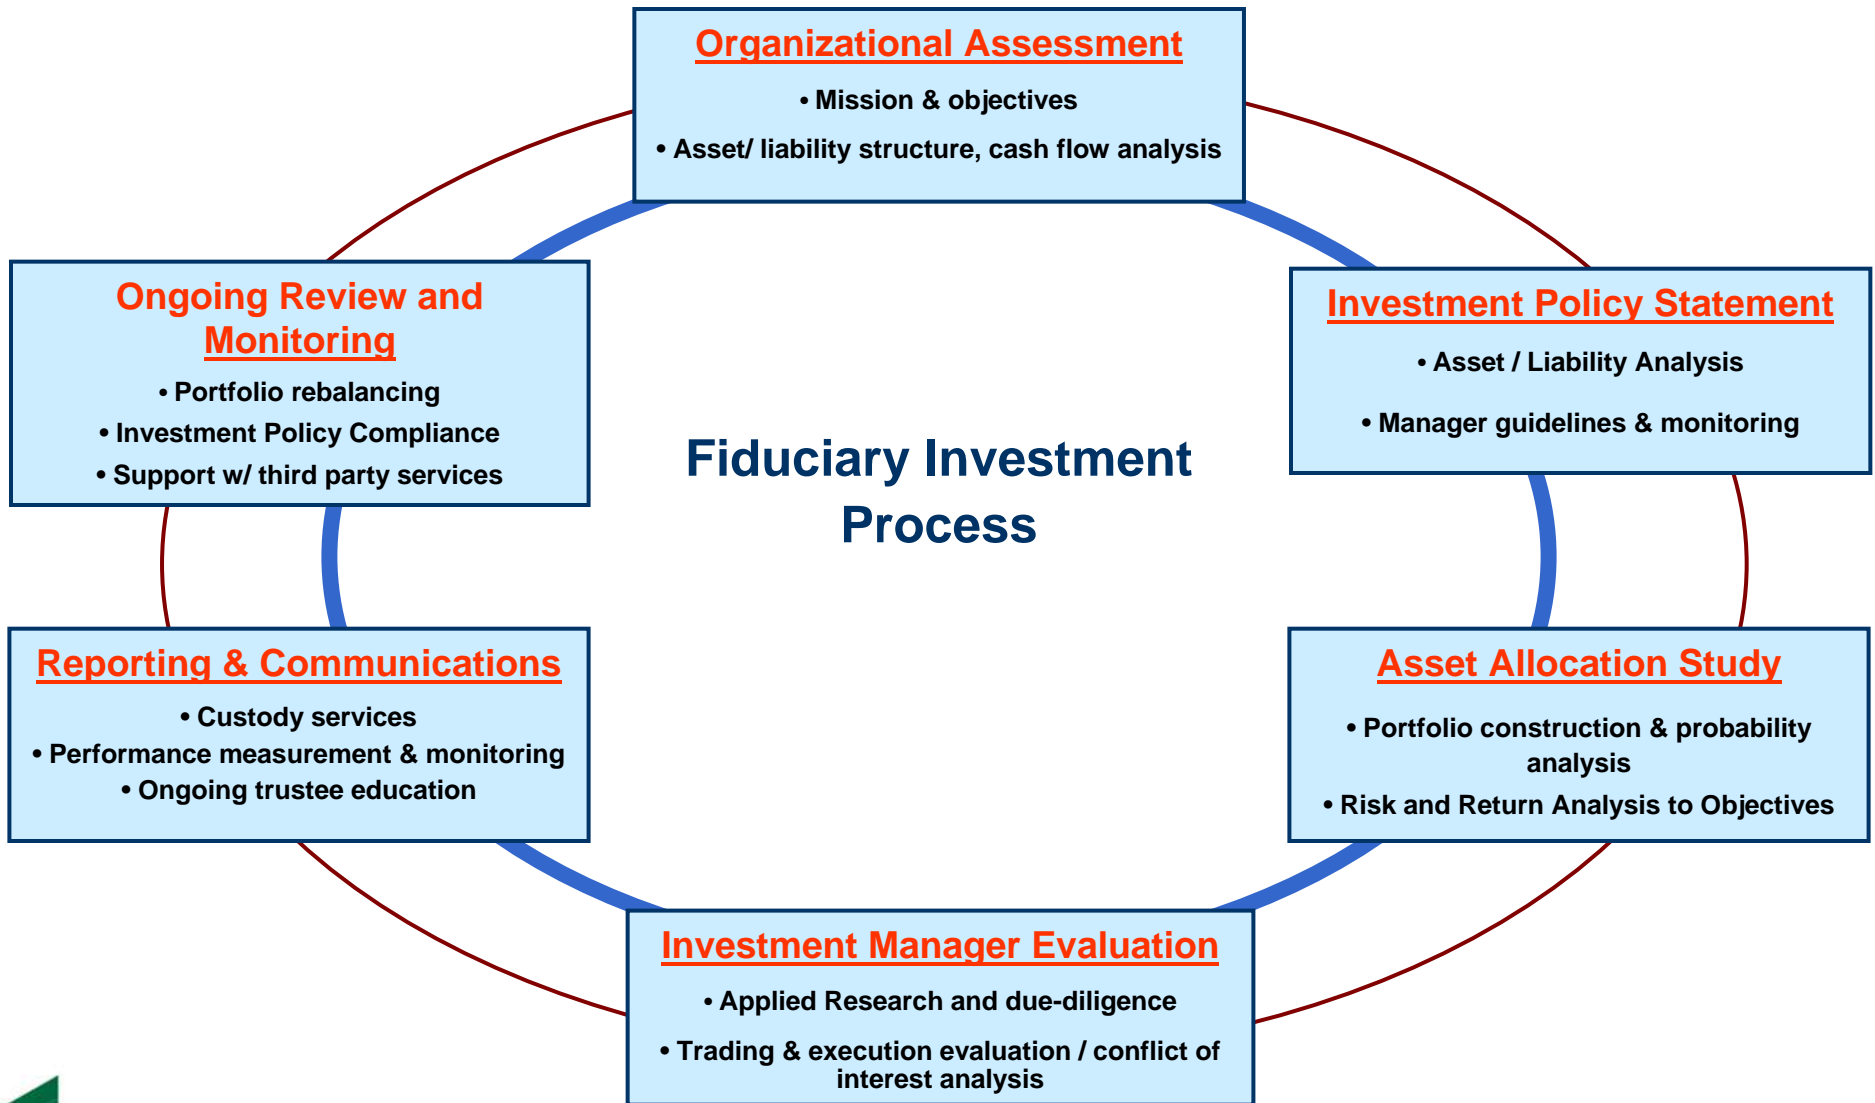 Organizational Assessment
• Mission & objectives
• Asset/ liability structure, cash flow analysis
Investment Policy Statement
• Asset / Liability Analysis
• Manager guidelines & monitoring
Asset Allocation Study
• Portfolio construction & probability
analysis
• Risk and Return Analysis to Objectives
Investment Manager Evaluation
• Applied Research and due-diligence
• Trading & execution evaluation / conflict of
interest analysis
Reporting & Communications
• Custody services
• Performance measurement & monitoring
• Ongoing trustee education
Ongoing Review and
Monitoring
• Portfolio rebalancing
• Investment Policy Compliance
• Support w/ third party services
Fiduciary Investment
Process